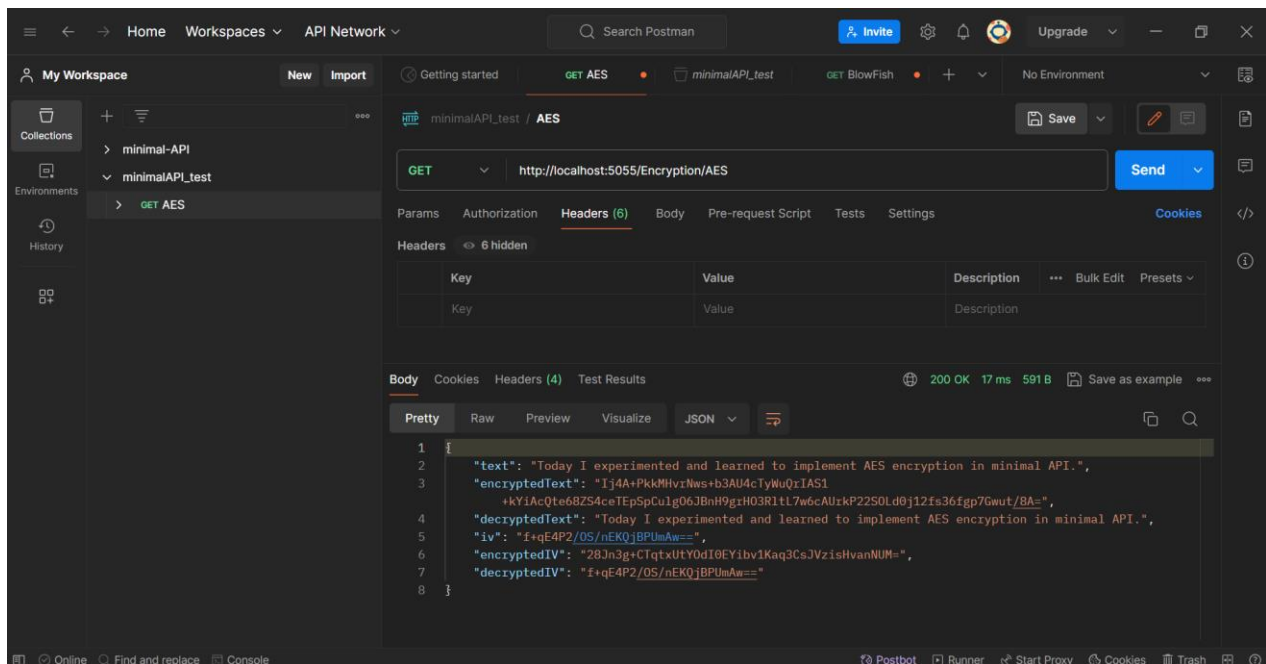 Home Workspaces API Network Search Postman Invite Upgrade
My Workspace New Import Getting started GET AES minimalAPI_test GET BlowFish No Environment
Collections
minimalAPI_test / AES Save
minimal-API
GET http://localhost:5055/Encryption/AES Send
minimalAPI_test
Environments
GET AES
Params Authorization Headers (6) Body Pre-request Script Tests Settings Cookies
History
Headers 6 hidden
Key Value Description Bulk Edit Presets
Key Value Description
Body Cookies Headers (4) Test Results 200 OK 17 ms 591 B Save as example
Pretty Raw Preview Visualize JSON
1 {
2 "text": "Today I experimented and learned to implement AES encryption in minimal API.",
3 "encryptedText": "Ij4A+PkkMHvrNws+b3AU4cTyWuQrIAS1
+kYiAcQte68ZS4ceTEpSpCulgO6JBnH9grHO3RltL7w6cAUrkP22SOLd0j12fs36fgp7Gwut/8A=",
4 "decryptedText": "Today I experimented and learned to implement AES encryption in minimal API.",
5 "iv": "f+qE4P2/OS/nEKQjBPUmAw==",
6 "encryptedIV": "28Jn3g+CTqtxUtYOdI0EYibv1Kaq3CsJVzisHvanNUM=",
7 "decryptedIV": "f+qE4P2/OS/nEKQjBPUmAw=="
8 }
Online Find and replace Console Postbot Runner Start Proxy Cookies Trash